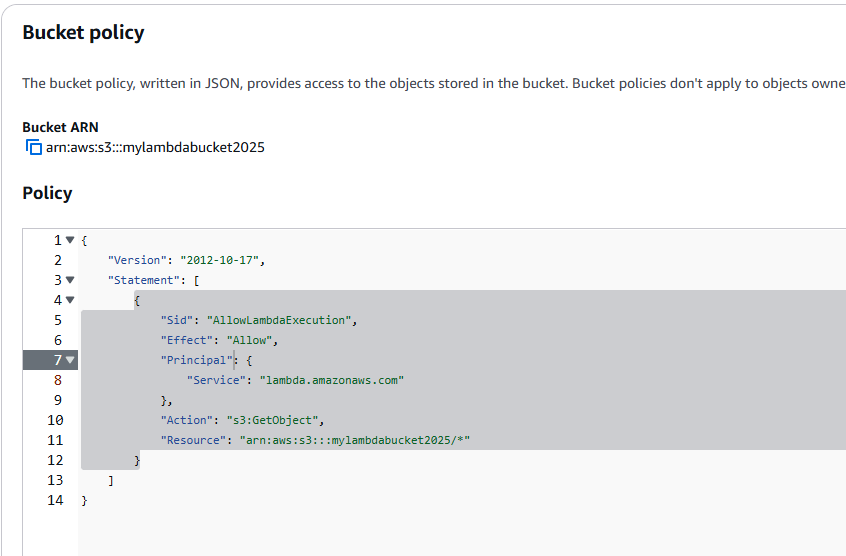 Bucket policy
The bucket policy, written in JSON, provides access to the objects stored in the bucket. Bucket policies don't apply to objects owne
Bucket ARN
arn:aws:s3:::mylambdabucket2025
Policy
1 {
2 "Version": "2012-10-17",
3 "Statement": [
4 {
5 "Sid": "AllowLambdaExecution",
6 "Effect": "Allow",
7 "Principal": {
8 "Service": "lambda.amazonaws.com"
9 },
10 "Action": "s3:GetObject",
11 "Resource": "arn:aws:s3:::mylambdabucket2025/*"
12 }
13 ]
14 }